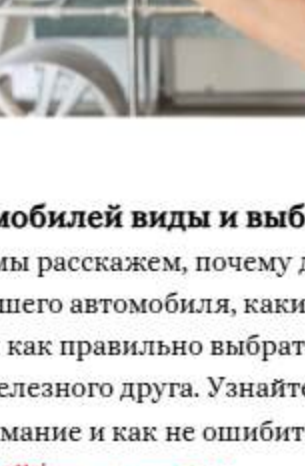 мобилей виды и выб
мы расскажем, почему д
шего автомобиля, каки
как правильно выбрат
елезного друга. Узнайте
мание и как не ошибит